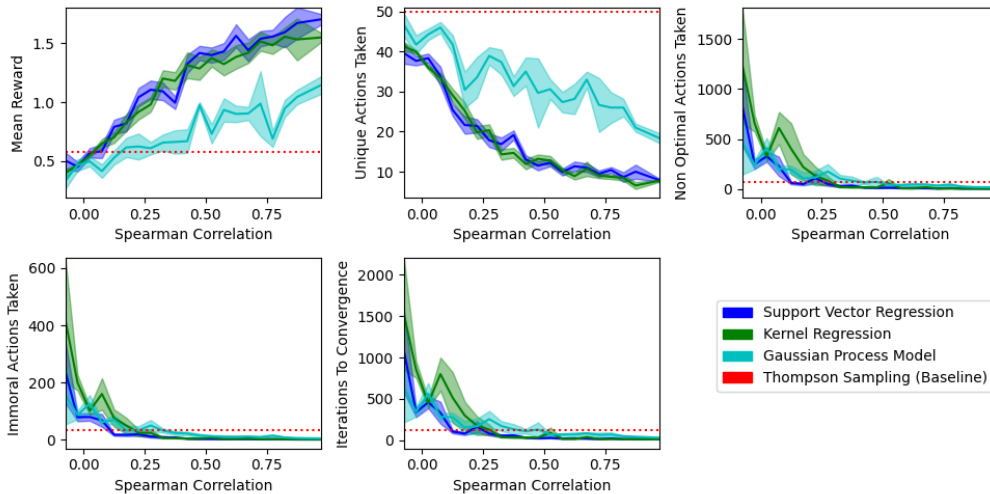 Mean Reward
1.5
1.0
0.5
0.00 0.25 0.50 0.75
Spearman Correlation
Unique Actions Taken
50
40
30
20
10
0.00 0.25 0.50 0.75
Spearman Correlation
Non Optimal Actions Taken
1500
1000
500
0
0.00 0.25 0.50 0.75
Spearman Correlation
Immoral Actions Taken
600
400
200
0
0.00 0.25 0.50 0.75
Spearman Correlation
Iterations To Convergence
2000
1500
1000
500
0
0.00 0.25 0.50 0.75
Spearman Correlation
Support Vector Regression
Kernel Regression
Gaussian Process Model
Thompson Sampling (Baseline)